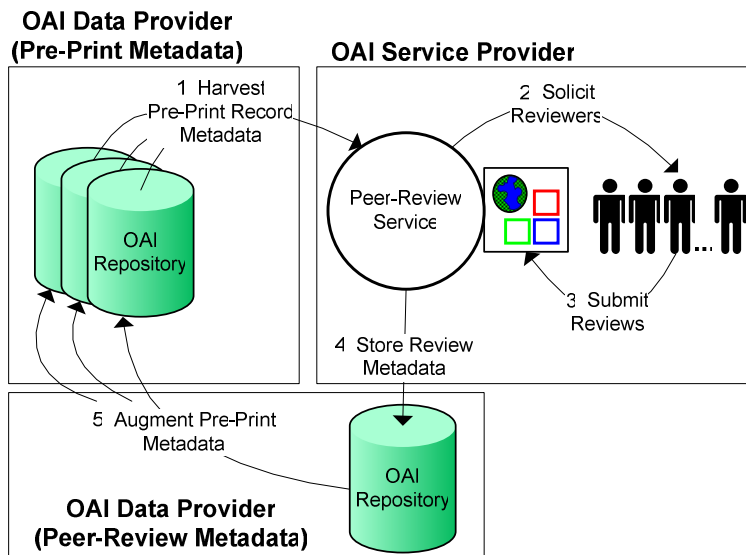 OAI Data Provider
(Pre-Print Metadata)
OAI Service Provider
1 Harvest
Pre-Print Record
Metadata
2 Solicit
Reviewers
Peer-Review
Service
OAI
Repository
...
3 Submit
Reviews
4 Store Review
Metadata
5 Augment Pre-Print
Metadata
OAI
Repository
OAI Data Provider
(Peer-Review Metadata)